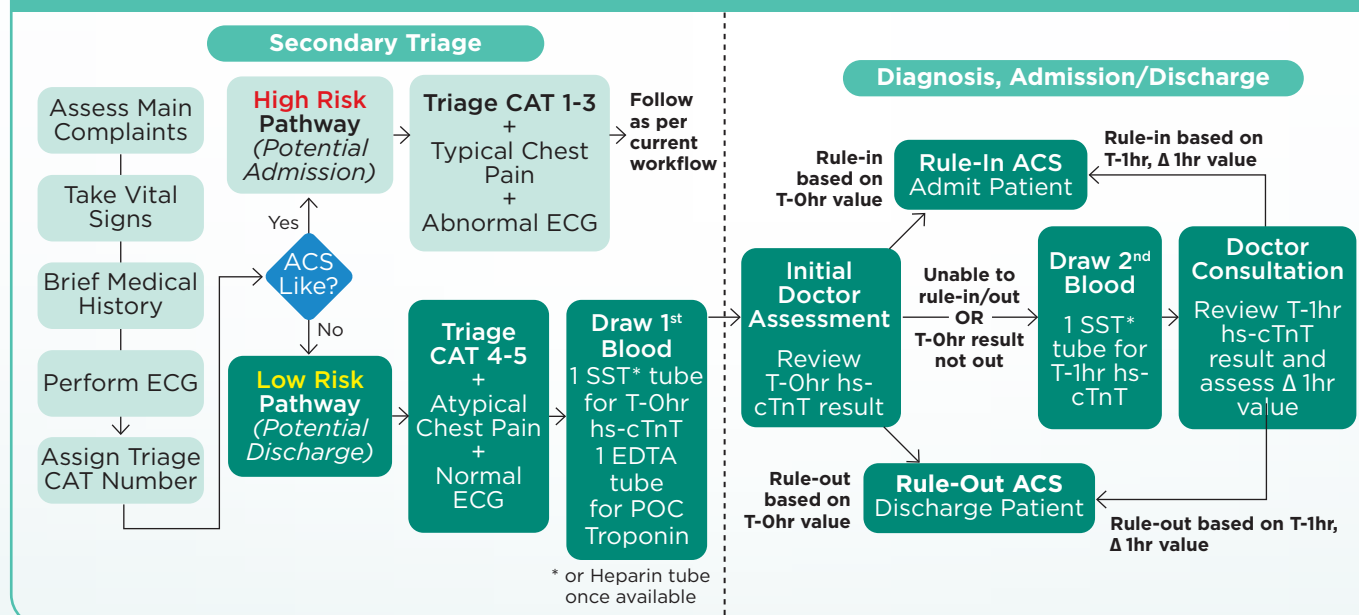 Secondary Triage
Assess Main
Complaints
Take Vital
Signs
Brief Medical
History
Perform ECG
Assign Triage
CAT Number
ACS
Like?
Yes
High Risk
Pathway
(Potential
Admission)
Triage CAT 1-3
+
Typical Chest
Pain
+
Abnormal ECG
Follow
as per
current
workflow
No
Low Risk
Pathway
(Potential
Discharge)
Triage
CAT 4-5
+
Atypical
Chest Pain
+
Normal
ECG
Draw 1st
Blood
1 SST* tube
for T-0hr
hs-cTnT
1 EDTA
tube
for POC
Troponin
* or Heparin tube
once available
Diagnosis, Admission/Discharge
Initial
Doctor
Assessment
Review
T-0hr hs-
cTnT result
Rule-in
based on
T-0hr value
Rule-In ACS
Admit Patient
Rule-in based on
T-1hr, Δ 1hr value
Unable to
rule-in/out
OR
T-0hr result
not out
Draw 2nd
Blood
1 SST*
tube for
T-1hr hs-
cTnT
Doctor
Consultation
Review T-1hr
hs-cTnT
result and
assess Δ 1hr
value
Rule-out
based on
T-0hr value
Rule-Out ACS
Discharge Patient
Rule-out based on T-1hr,
Δ 1hr value